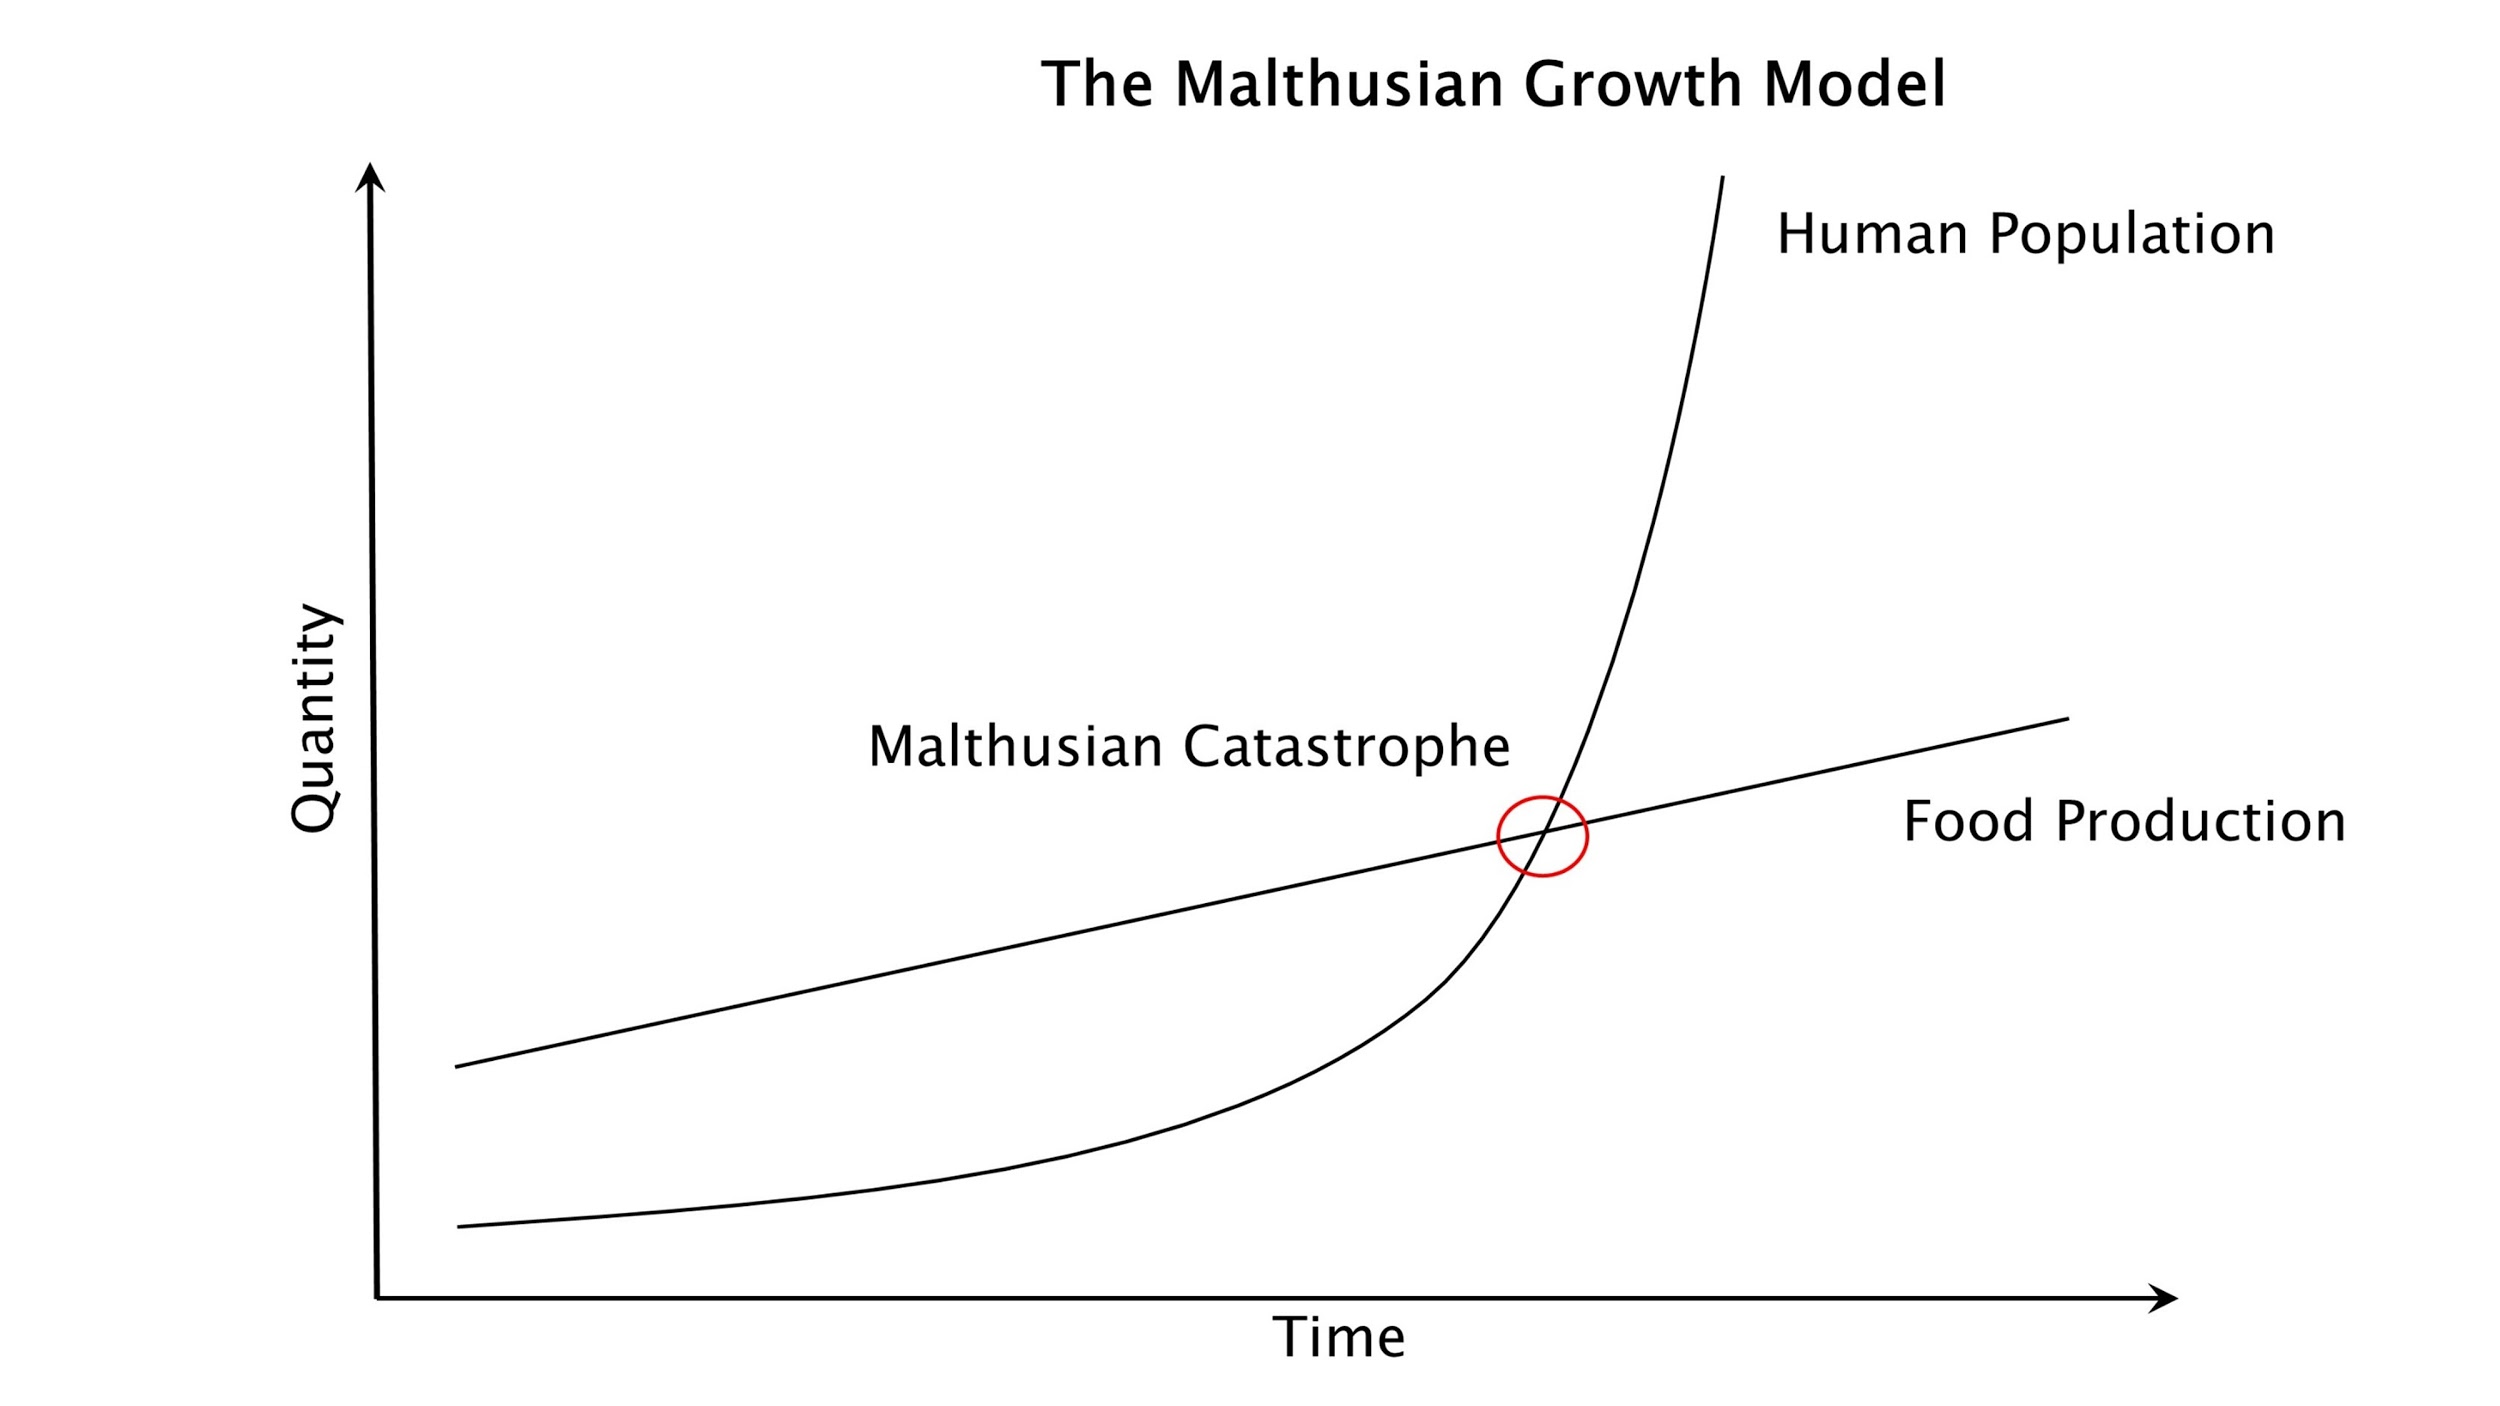 The Malthusian Growth Model
Human Population
Quantity
Malthusian Catastrophe
Food Production
Time